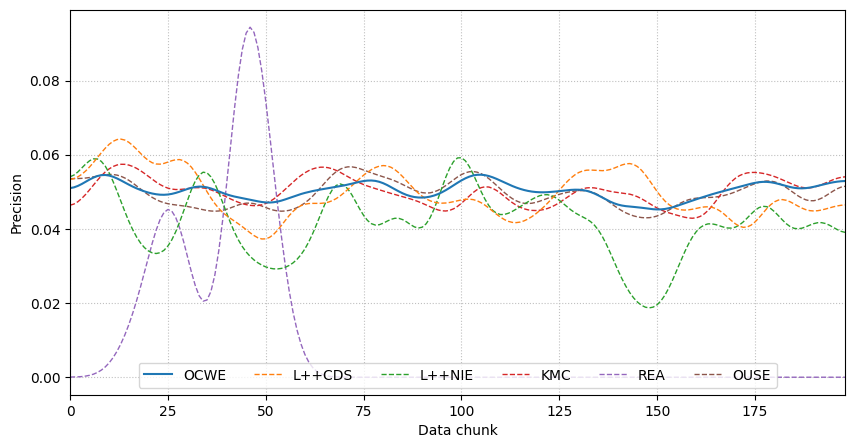 Precision
0.08
0.06
0.04
0.02
0.00
OCWE L++CDS L++NIE KMC REA OUSE
0 25 50 75 100 125 150 175
Data chunk